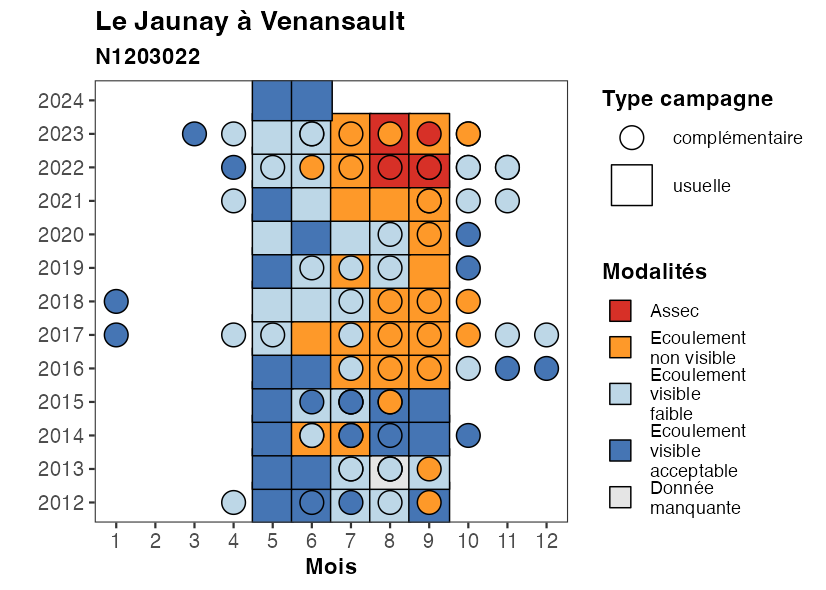 Le Jaunay à Venansault
N1203022
2024
2023
2022
2021
2020
2019
2018
2017
2016
2015
2014
2013
2012
1 2 3 4 5 6 7 8 9 10 11 12
Mois
Type campagne
complémentaire
usuelle
Modalités
Assec
Ecoulement
non visible
Ecoulement
visible
faible
Ecoulement
visible
acceptable
Donnée
manquante